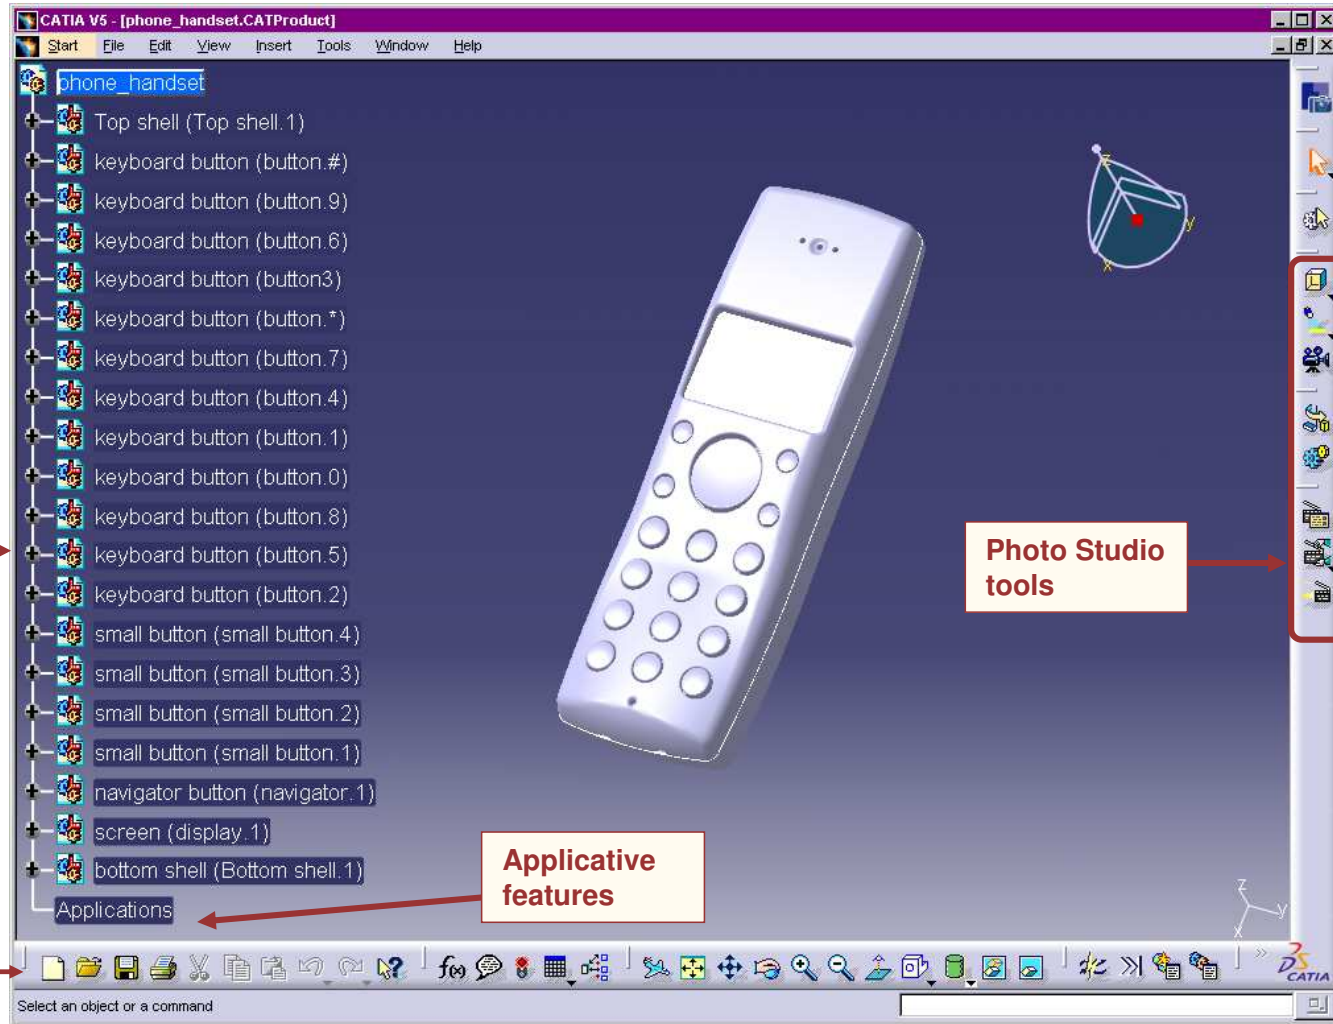 CATIA V5 - [phone_handset.CATProduct]
Start File Edit View Insert Tools Window Help
phone_handset
Top shell (Top shell.1)
keyboard button (button.#)
keyboard button (button.9)
keyboard button (button.6)
keyboard button (button3)
keyboard button (button.*)
keyboard button (button.7)
keyboard button (button.4)
keyboard button (button.1)
keyboard button (button.0)
keyboard button (button.8)
keyboard button (button.5)
keyboard button (button.2)
small button (small button.4)
small button (small button.3)
small button (small button.2)
small button (small button.1)
navigator button (navigator.1)
screen (display.1)
bottom shell (Bottom shell.1)
Applications
z
y
x
Photo Studio
tools
Applicative
features
z
y
x
f(x)
CATIA
Select an object or a command